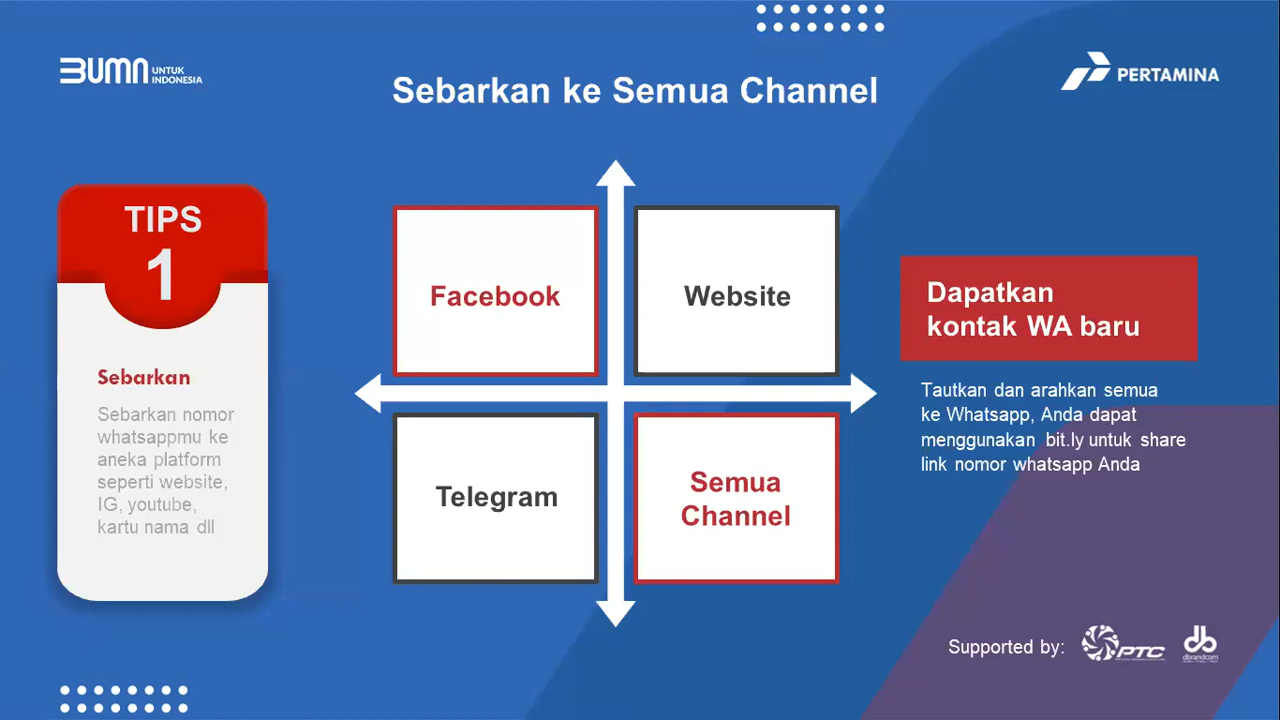 BUMN UNTUK
INDONESIA
Sebarkan ke Semua Channel
PERTAMINA
TIPS
1
Sebarkan
Sebarkan nomor
whatsappmu ke
aneka platform
seperti website,
IG, youtube,
kartu nama dll
Facebook
Website
Telegram
Semua
Channel
Dapatkan
kontak WA baru
Tautkan dan arahkan semua
ke Whatsapp, Anda dapat
menggunakan bit.ly untuk share
link nomor whatsapp Anda
Supported by:
PTC
dbrandcom